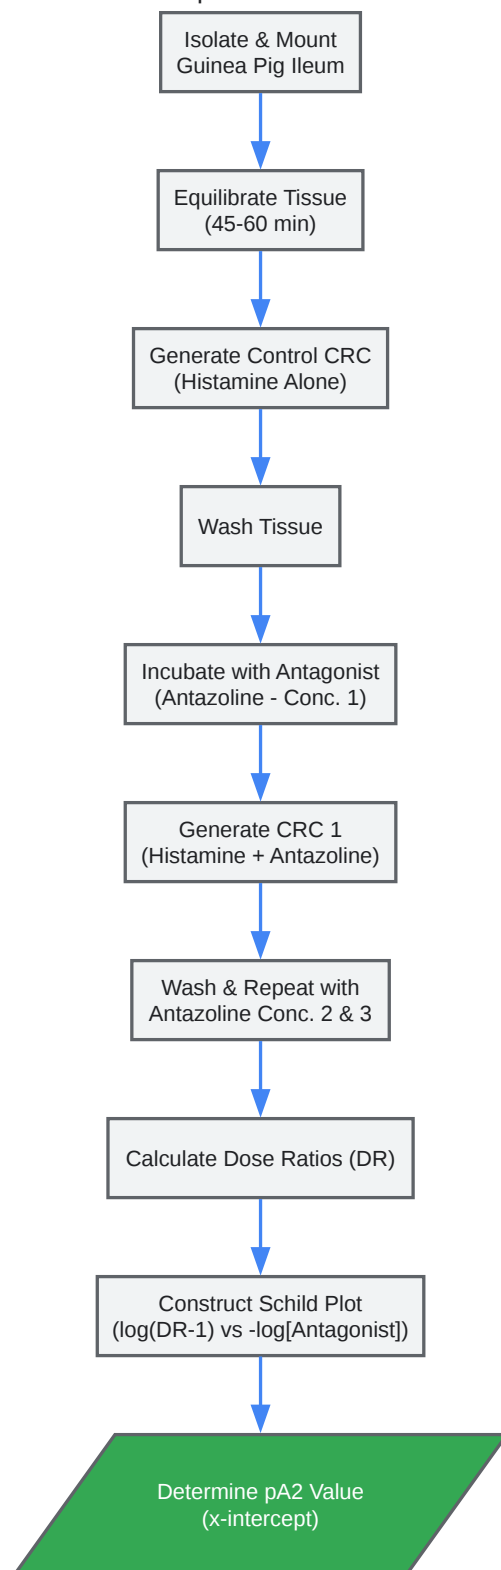 Isolate & Mount
Guinea Pig Ileum
Equilibrate Tissue
(45-60 min)
Generate Control CRC
(Histamine Alone)
Wash Tissue
Incubate with Antagonist
(Antazoline - Conc. 1)
Generate CRC 1
(Histamine + Antazoline)
Wash & Repeat with
Antazoline Conc. 2 & 3
Calculate Dose Ratios (DR)
Construct Schild Plot
(log(DR-1) vs -log[Antagonist])
Determine pA2 Value
(x-intercept)